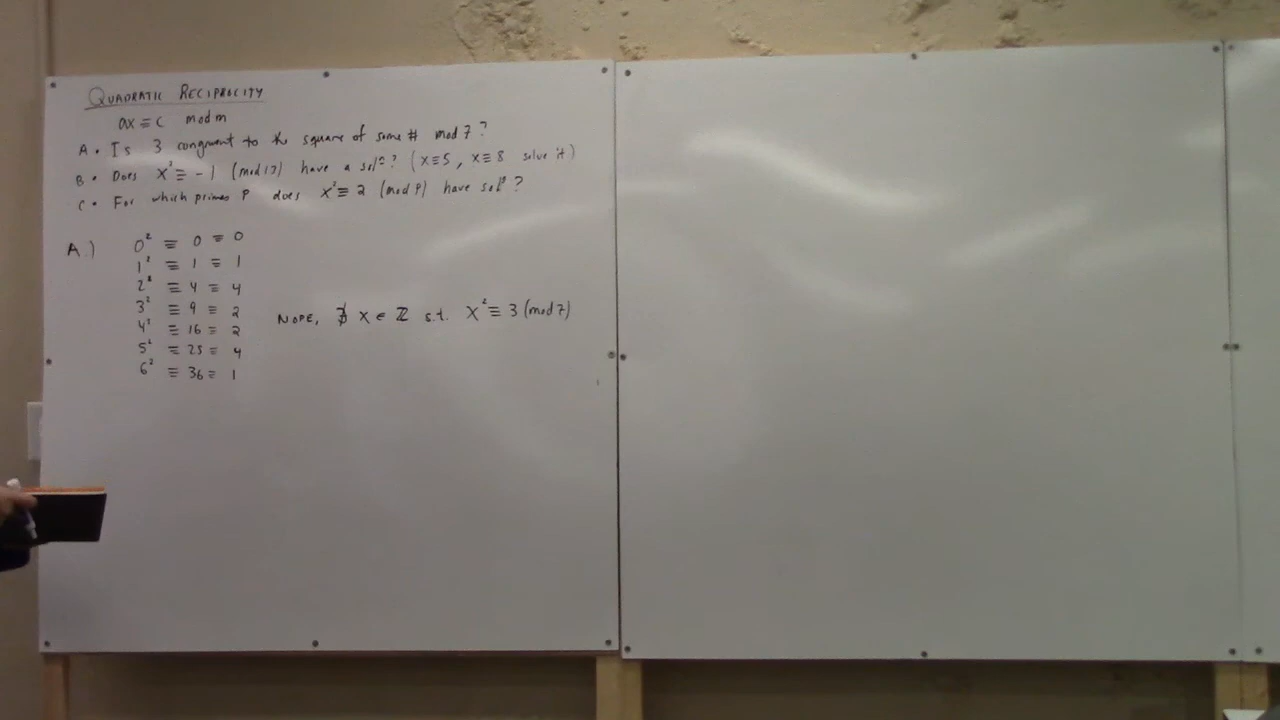 QUADRATIC RECIPROCITY
ax ≡ c mod m
A • Is 3 congruent to the square of some # mod 7?
B • Does x² ≡ -1 (mod 13) have a solⁿ? (x≡5, x≡8 solve it)
C • For which primes p does x² ≡ 2 (mod p) have solⁿ?
A.) 0² ≡ 0 ≡ 0
1² ≡ 1 ≡ 1
2² ≡ 4 ≡ 4
3² ≡ 9 ≡ 2
NOPE, ∄ x ∈ ℤ s.t. x² ≡ 3 (mod 7)
4² ≡ 16 ≡ 2
5² ≡ 25 ≡ 4
6² ≡ 36 ≡ 1